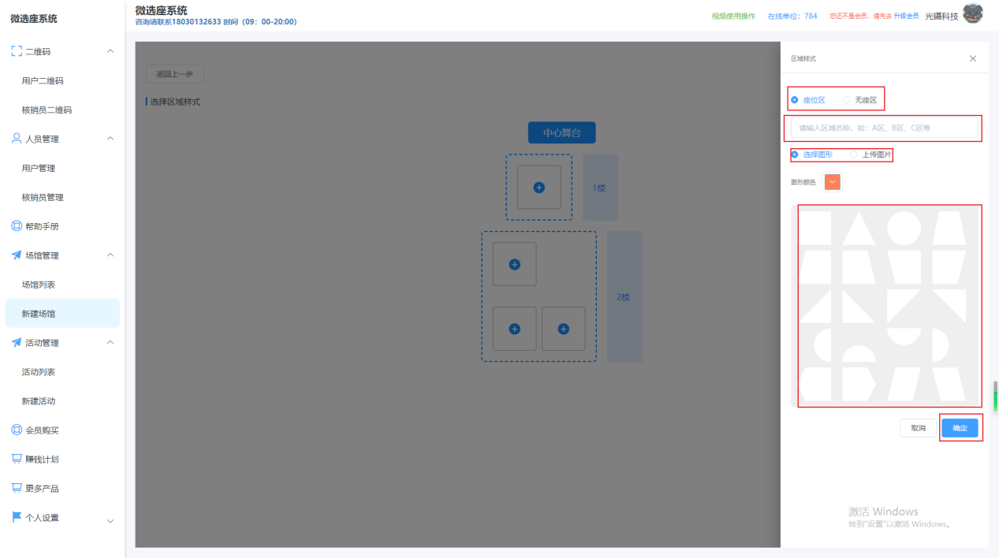 微选座系统
二维码
用户二维码
核销员二维码
人员管理
用户管理
核销员管理
帮助手册
场馆管理
场馆列表
新建场馆
活动管理
活动列表
新建活动
会员购买
赚钱计划
更多产品
个人设置
微选座系统
咨询请联系18030132633 时间（09：00-20:00）
视频使用操作 在线单位：784 您还不是会员，请先去 升级会员 光镊科技
返回上一步
选择区域样式
中心舞台
1楼
2楼
区域样式
座位区 无座区
请输入区域名称，如：A区、B区、C区等
选择图形 上传图片
图形颜色
取消 确定
激活 Windows
转到"设置"以激活 Windows。